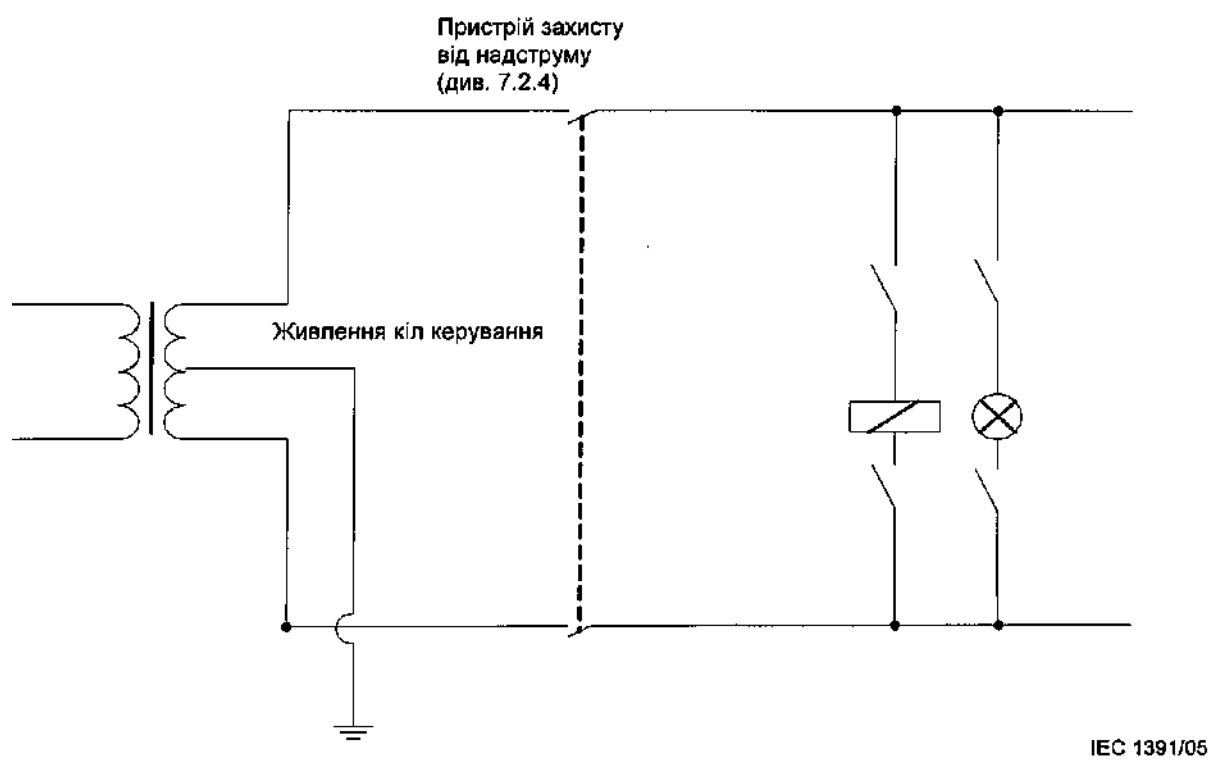 Пристрій захисту
від надструму
(див. 7.2.4)
Живлення кіл керування
IEC 1391/05